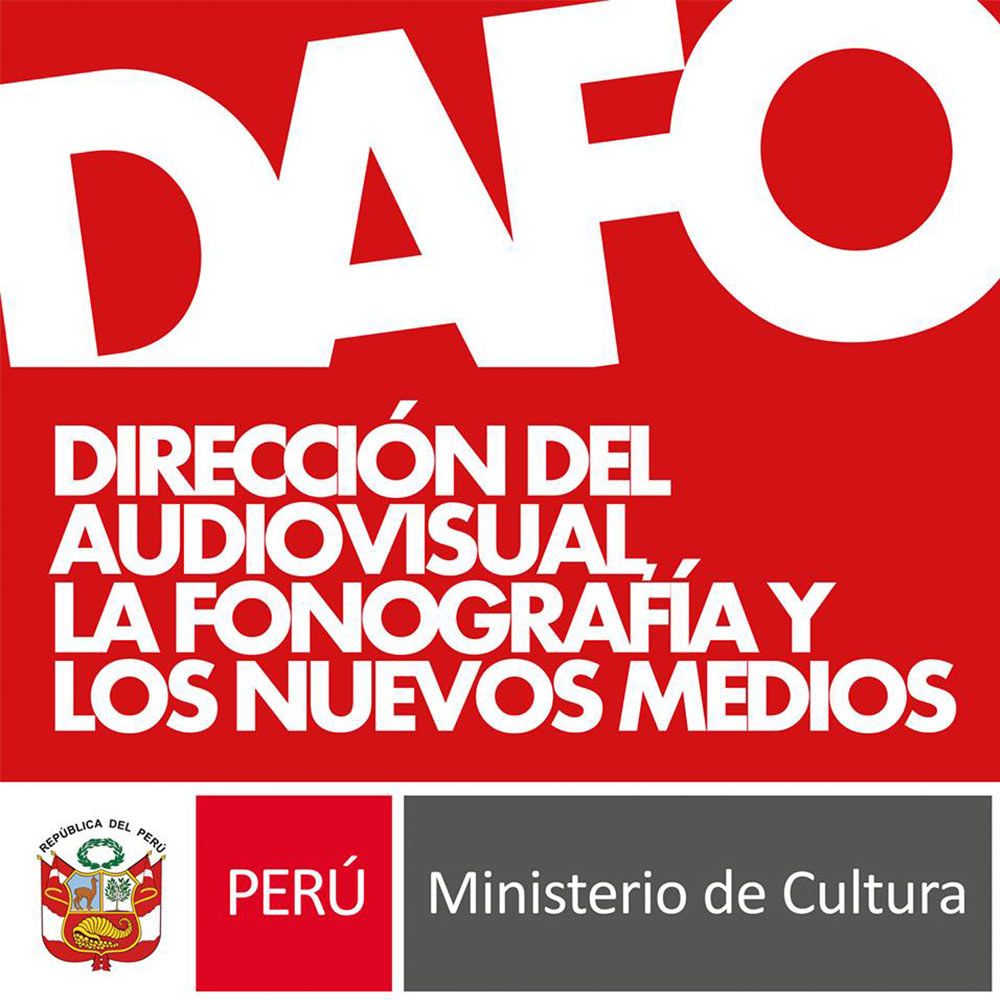 DAFO
DIRECCIÓN DEL
AUDIOVISUAL,
LA FONOGRAFÍA Y
LOS NUEVOS MEDIOS
REPÚBLICA DEL PERÚ
PERÚ
Ministerio de Cultura